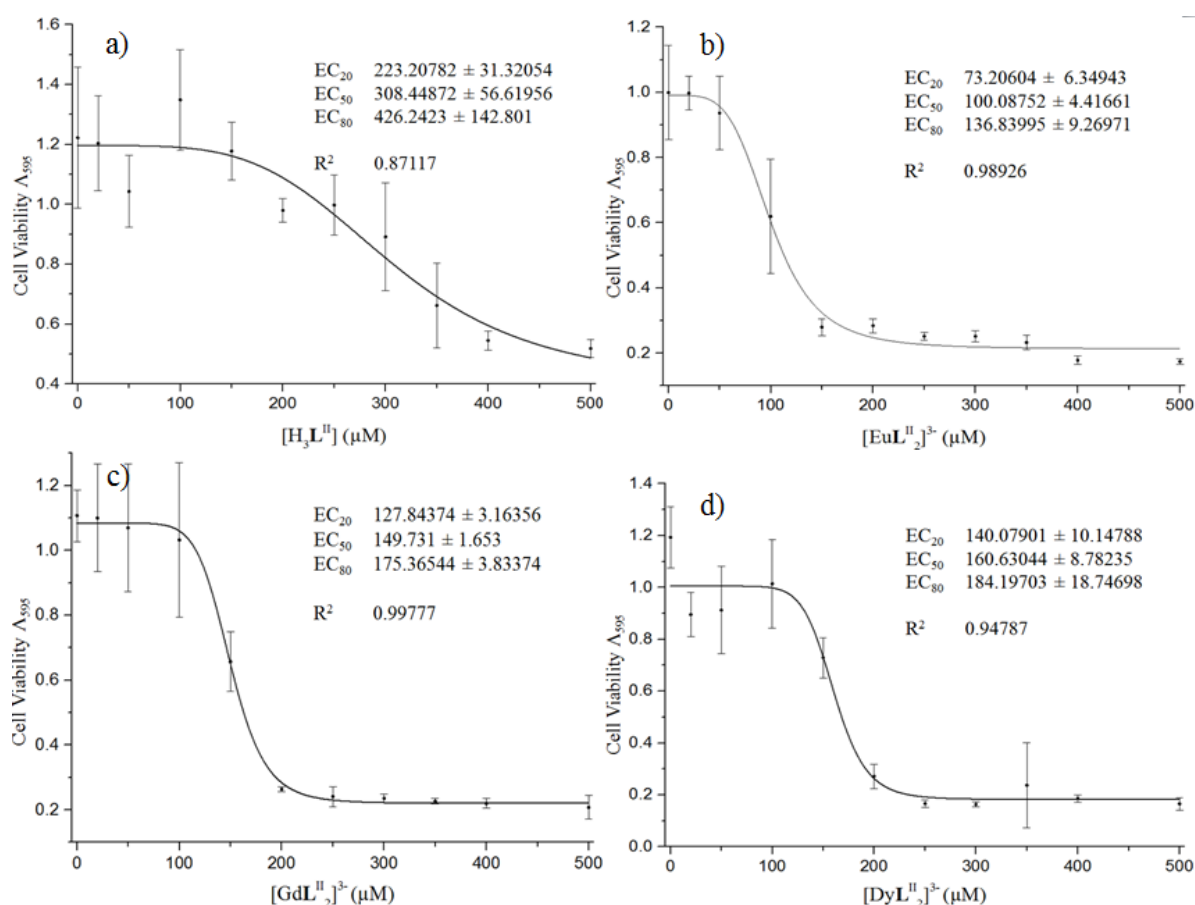 a)
Cell Viability A₅₉₅
1.6
1.4
1.2
1.0
0.8
0.6
0.4
EC₂₀ 223.20782 ± 31.32054
EC₅₀ 308.44872 ± 56.61956
EC₈₀ 426.2423 ± 142.801
R² 0.87117
0 100 200 300 400 500
[H₃Lᴵᴵ] (µM)
b)
Cell Viability A₅₉₅
1.2
1.0
0.8
0.6
0.4
0.2
EC₂₀ 73.20604 ± 6.34943
EC₅₀ 100.08752 ± 4.41661
EC₈₀ 136.83995 ± 9.26971
R² 0.98926
0 100 200 300 400 500
[EuLᴵᴵ₂]³⁻ (µM)
c)
Cell Viability A₅₉₅
1.2
1.0
0.8
0.6
0.4
0.2
EC₂₀ 127.84374 ± 3.16356
EC₅₀ 149.731 ± 1.653
EC₈₀ 175.36544 ± 3.83374
R² 0.99777
0 100 200 300 400 500
[GdLᴵᴵ₂]³⁻ (µM)
d)
Cell Viability A₅₉₅
1.4
1.2
1.0
0.8
0.6
0.4
0.2
0.0
EC₂₀ 140.07901 ± 10.14788
EC₅₀ 160.63044 ± 8.78235
EC₈₀ 184.19703 ± 18.74698
R² 0.94787
0 100 200 300 400 500
[DyLᴵᴵ₂]³⁻ (µM)